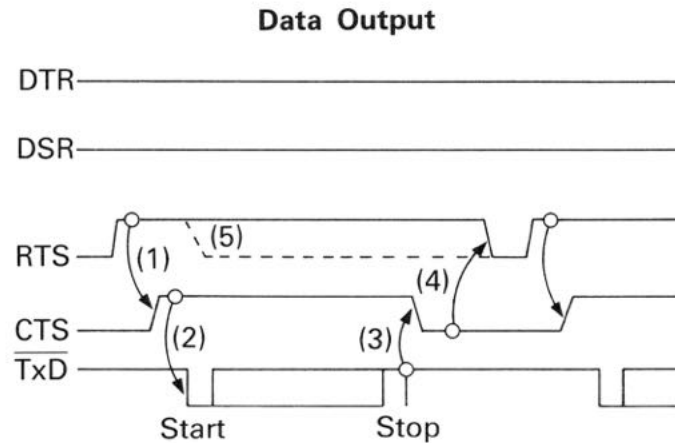 Data Output
DTR
DSR
RTS
(1)
(5)
(4)
CTS
(2)
(3)
TxD
Start
Stop